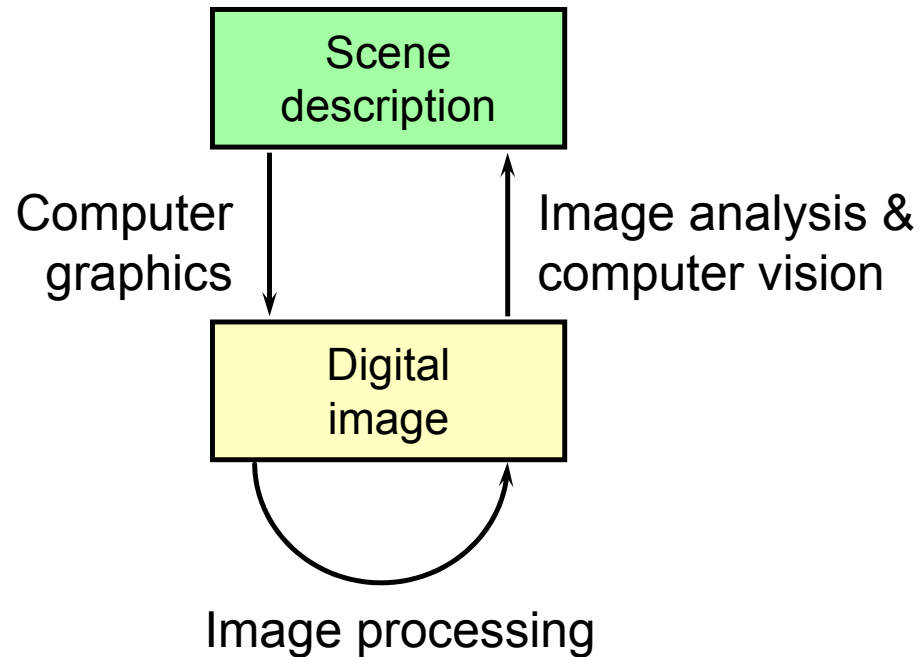 Scene
description
Computer
graphics
Image analysis &
computer vision
Digital
image
Image processing